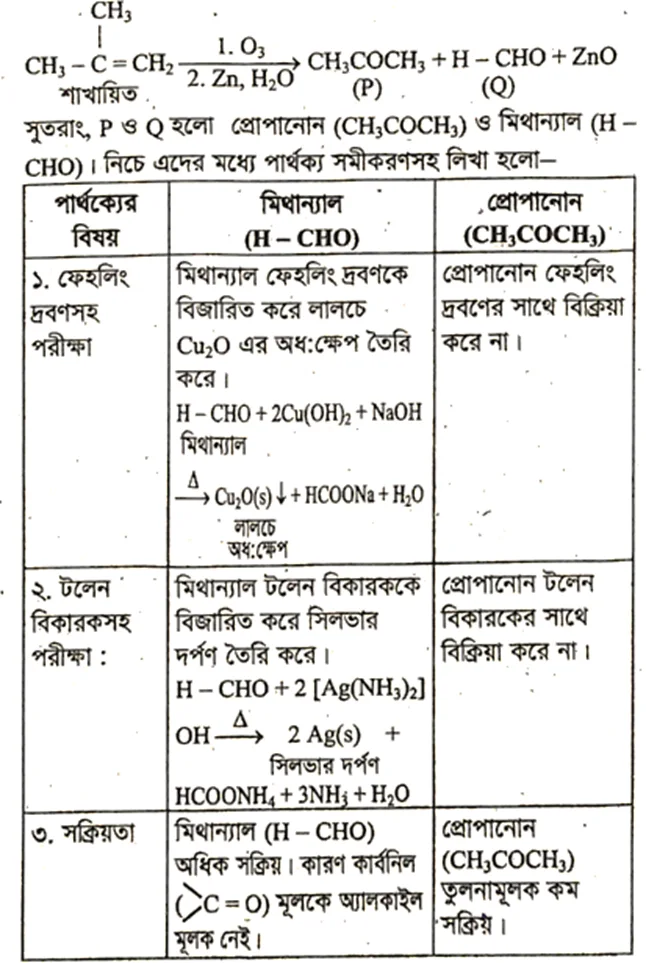 CH₃
|
CH₃ – C = CH₂ 1. O₃ 2. Zn, H₂O → CH₃COCH₃ + H – CHO + ZnO
শাখায়িত (P) (Q)
সুতরাং, P ও Q হলো প্রোপানোন (CH₃COCH₃) ও মিথান্যাল (H –
CHO)। নিচে এদের মধ্যে পার্থক্য সমীকরণসহ লিখা হলো—
পার্থক্যের বিষয়
মিথান্যাল
(H – CHO)
প্রোপানোন
(CH₃COCH₃)
১. ফেহলিং
দ্রবণসহ
পরীক্ষা
মিথান্যাল ফেহলিং দ্রবণকে
বিজারিত করে লালচে
Cu₂O এর অধ:ক্ষেপ তৈরি
করে।
H – CHO + 2Cu(OH)₂ + NaOH
মিথান্যাল
Δ → Cu₂O(s)↓ + HCOONa + H₂O
লালচে
অধ:ক্ষেপ
প্রোপানোন ফেহলিং
দ্রবণের সাথে বিক্রিয়া
করে না।
২. টলেন
বিকারকসহ
পরীক্ষা :
মিথান্যাল টলেন বিকারককে
বিজারিত করে সিলভার
দর্পণ তৈরি করে।
H – CHO + 2 [Ag(NH₃)₂]
OH Δ → 2 Ag(s) +
সিলভার দর্পণ
HCOONH₄ + 3NH₃ + H₂O
প্রোপানোন টলেন
বিকারকের সাথে
বিক্রিয়া করে না।
৩. সক্রিয়তা
মিথান্যাল (H – CHO)
অধিক সক্রিয়। কারণ কার্বনিল
(>C = O) মূলকে অ্যালকাইল
মূলক নেই।
প্রোপানোন
(CH₃COCH₃)
তুলনামূলক কম
সক্রিয়।